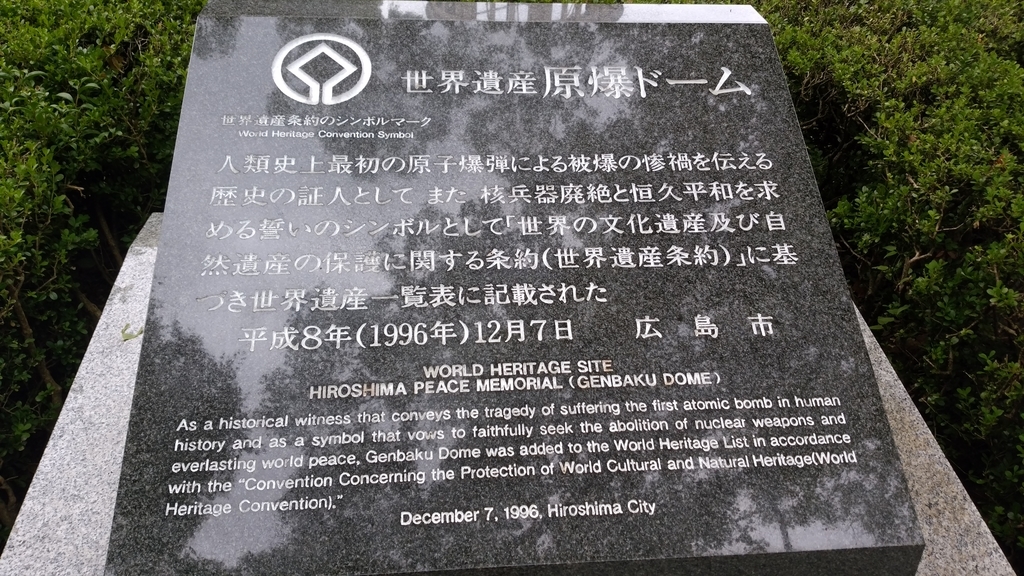 世界遺産 原爆ドーム
世界遺産条約のシンボルマーク
World Heritage Convention Symbol
人類史上最初の原子爆弾による被爆の惨禍を伝える
歴史の証人として また 核兵器廃絶と恒久平和を求
める誓いのシンボルとして「世界の文化遺産及び自
然遺産の保護に関する条約(世界遺産条約)」に基
づき世界遺産一覧表に記載された
平成8年(1996年)12月7日 広島市
WORLD HERITAGE SITE
HIROSHIMA PEACE MEMORIAL (GENBAKU DOME)
As a historical witness that conveys the tragedy of suffering the first atomic bomb in human
history and as a symbol that vows to faithfully seek the abolition of nuclear weapons and
everlasting world peace, Genbaku Dome was added to the World Heritage List in accordance
with the “Convention Concerning the Protection of World Cultural and Natural Heritage(World
Heritage Convention).”
December 7, 1996, Hiroshima City